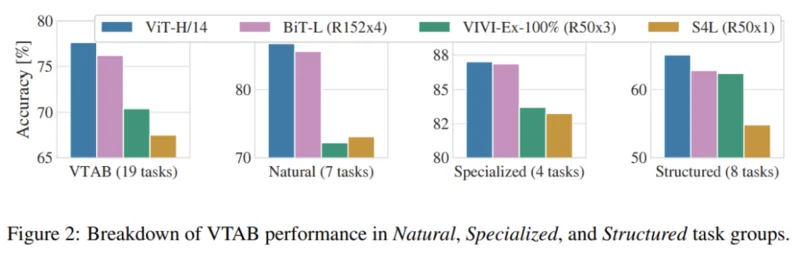 ViT-H/14 BiT-L (R152x4) VIVI-Ex-100% (R50x3) S4L (R50x1)
Accuracy [%]
80
75
70
65
VTAB (19 tasks)
80
70
Natural (7 tasks)
88
85
82
80
Specialized (4 tasks)
60
50
Structured (8 tasks)
Figure 2: Breakdown of VTAB performance in Natural, Specialized, and Structured task groups.